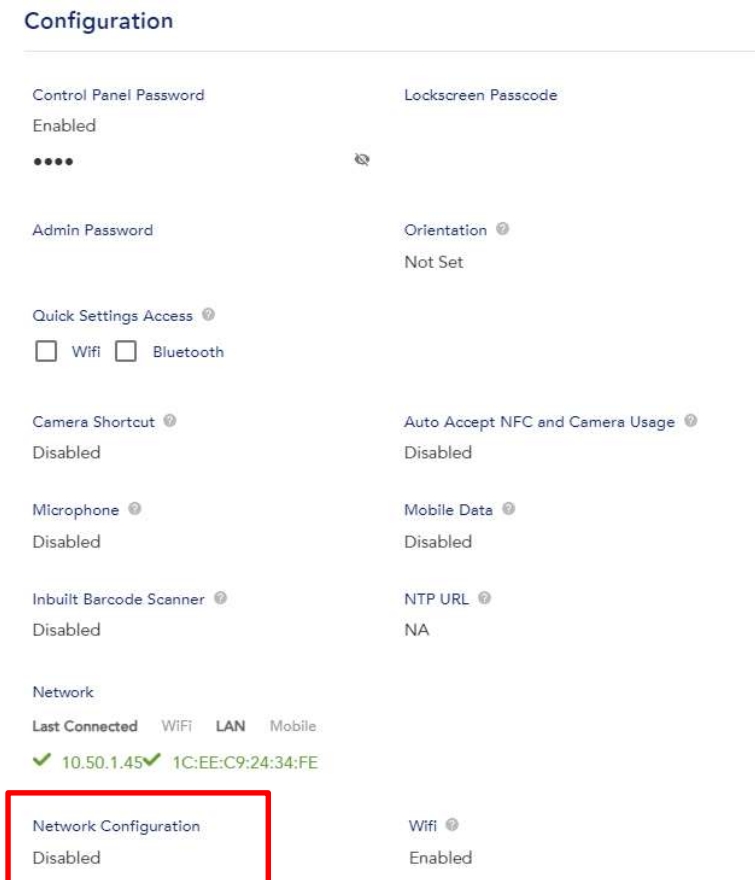 Configuration
Control Panel Password
Enabled
••••
Lockscreen Passcode
Admin Password
Orientation
Not Set
Quick Settings Access
Wifi Bluetooth
Camera Shortcut
Disabled
Auto Accept NFC and Camera Usage
Disabled
Microphone
Disabled
Mobile Data
Disabled
Inbuilt Barcode Scanner
Disabled
NTP URL
NA
Network
Last Connected WiFi LAN Mobile
10.50.1.45 1C:EE:C9:24:34:FE
Network Configuration
Disabled
Wifi
Enabled